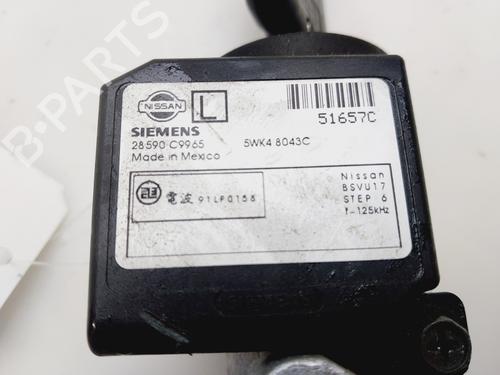 B-PARTS
NISSAN
L
SIEMENS
51657C
28590 C9965 5WK4 8043C
Made in Mexico
電波 91LP0158
Nissan
BSVU17
STEP 6
f-125kHz
SIEMENS